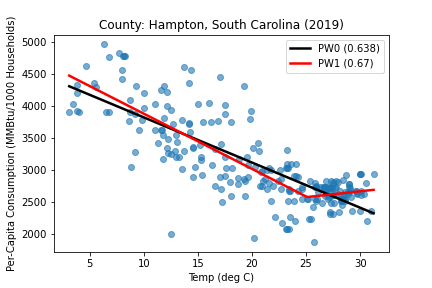 County: Hampton, South Carolina (2019)
PW0 (0.638)
PW1 (0.67)
Per-Capita Consumption (MMBtu/1000 Households)
5000
4500
4000
3500
3000
2500
2000
5 10 15 20 25 30
Temp (deg C)